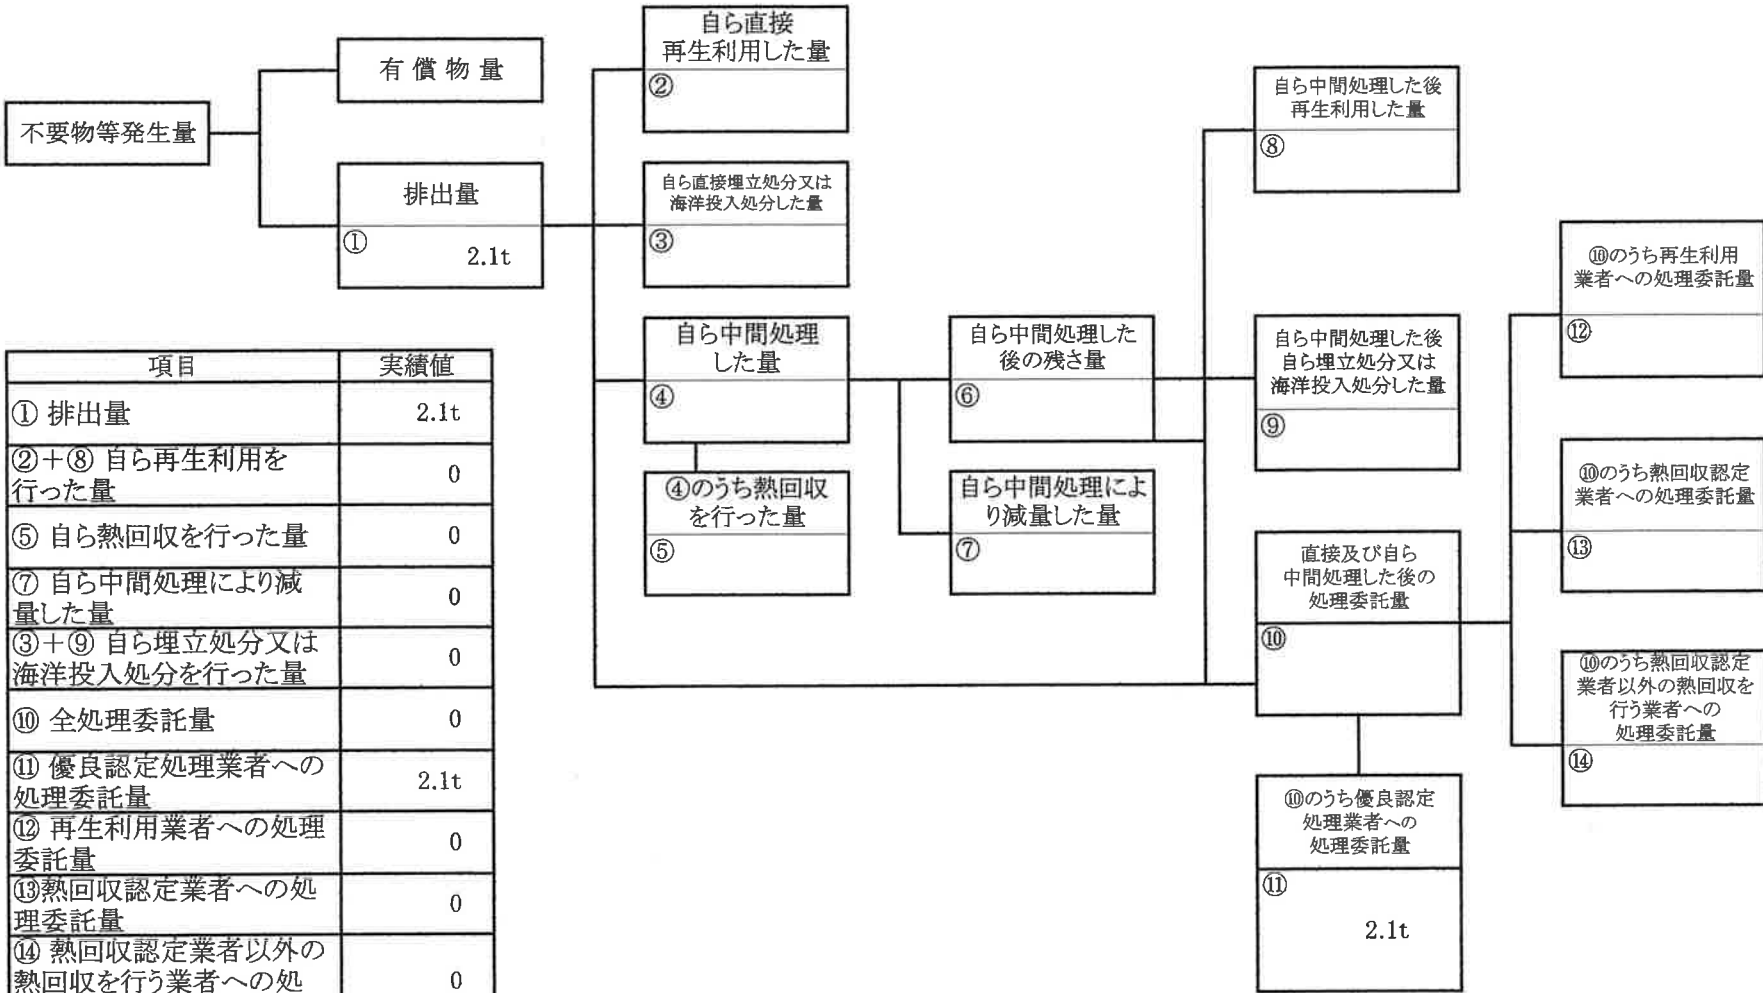 不要物等発生量
有償物量
排出量
①
2.1t
自ら直接
再生利用した量
②
自ら直接埋立処分又は
海洋投入処分した量
③
自ら中間処理
した量
④
④のうち熱回収
を行った量
⑤
自ら中間処理した
後の残さ量
⑥
自ら中間処理によ
り減量した量
⑦
自ら中間処理した後
再生利用した量
⑧
自ら中間処理した後
自ら埋立処分又は
海洋投入処分した量
⑨
直接及び自ら
中間処理した後の
処理委託量
⑩
⑩のうち優良認定
処理業者への
処理委託量
⑪
2.1t
⑩のうち再生利用
業者への処理委託量
⑫
⑩のうち熱回収認定
業者への処理委託量
⑬
⑩のうち熱回収認定
業者以外の熱回収を
行う業者への
処理委託量
⑭
項目 実績値
① 排出量 2.1t
②+⑧ 自ら再生利用を
行った量 0
⑤ 自ら熱回収を行った量 0
⑦ 自ら中間処理により減
量した量 0
③+⑨ 自ら埋立処分又は
海洋投入処分を行った量 0
⑩ 全処理委託量 0
⑪ 優良認定処理業者への
処理委託量 2.1t
⑫ 再生利用業者への処理
委託量 0
⑬熱回収認定業者への処
理委託量 0
⑭ 熱回収認定業者以外の
熱回収を行う業者への処 0